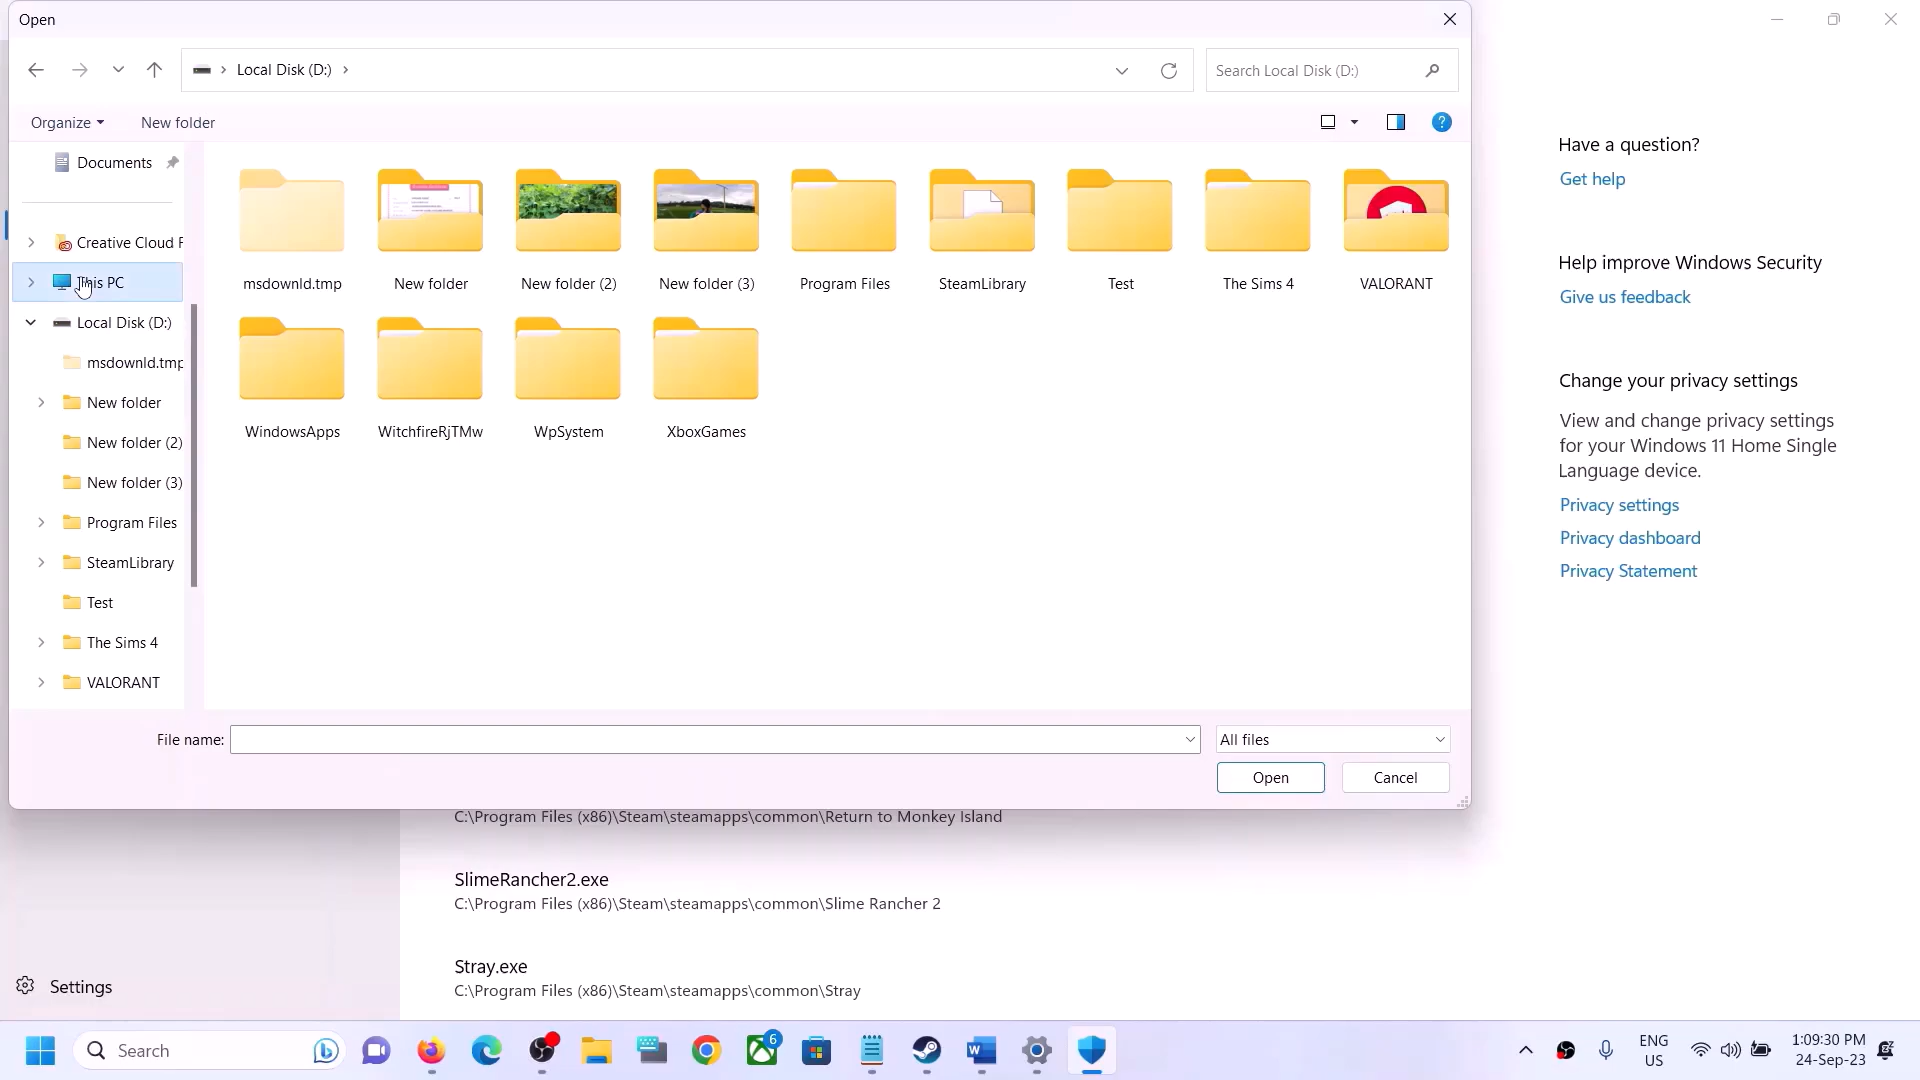 Open
Local Disk (D:)
Search Local Disk (D:)
Organize
New folder
Documents
Creative Cloud F
This PC
Local Disk (D:)
msdownld.tmp
New folder
New folder (2)
New folder (3)
Program Files
SteamLibrary
Test
The Sims 4
VALORANT
msdownld.tmp
New folder
New folder (2)
New folder (3)
Program Files
SteamLibrary
Test
The Sims 4
VALORANT
WindowsApps
WitchfireRjTMw
WpSystem
XboxGames
File name:
All files
Open
Cancel
Have a question?
Get help
Help improve Windows Security
Give us feedback
Change your privacy settings
View and change privacy settings
for your Windows 11 Home Single
Language device.
Privacy settings
Privacy dashboard
Privacy Statement
C:\Program Files (x86)\Steam\steamapps\common\Return to Monkey Island
SlimeRancher2.exe
C:\Program Files (x86)\Steam\steamapps\common\Slime Rancher 2
Stray.exe
C:\Program Files (x86)\Steam\steamapps\common\Stray
Settings
Search
6
ENG
US
1:09:30 PM
24-Sep-23